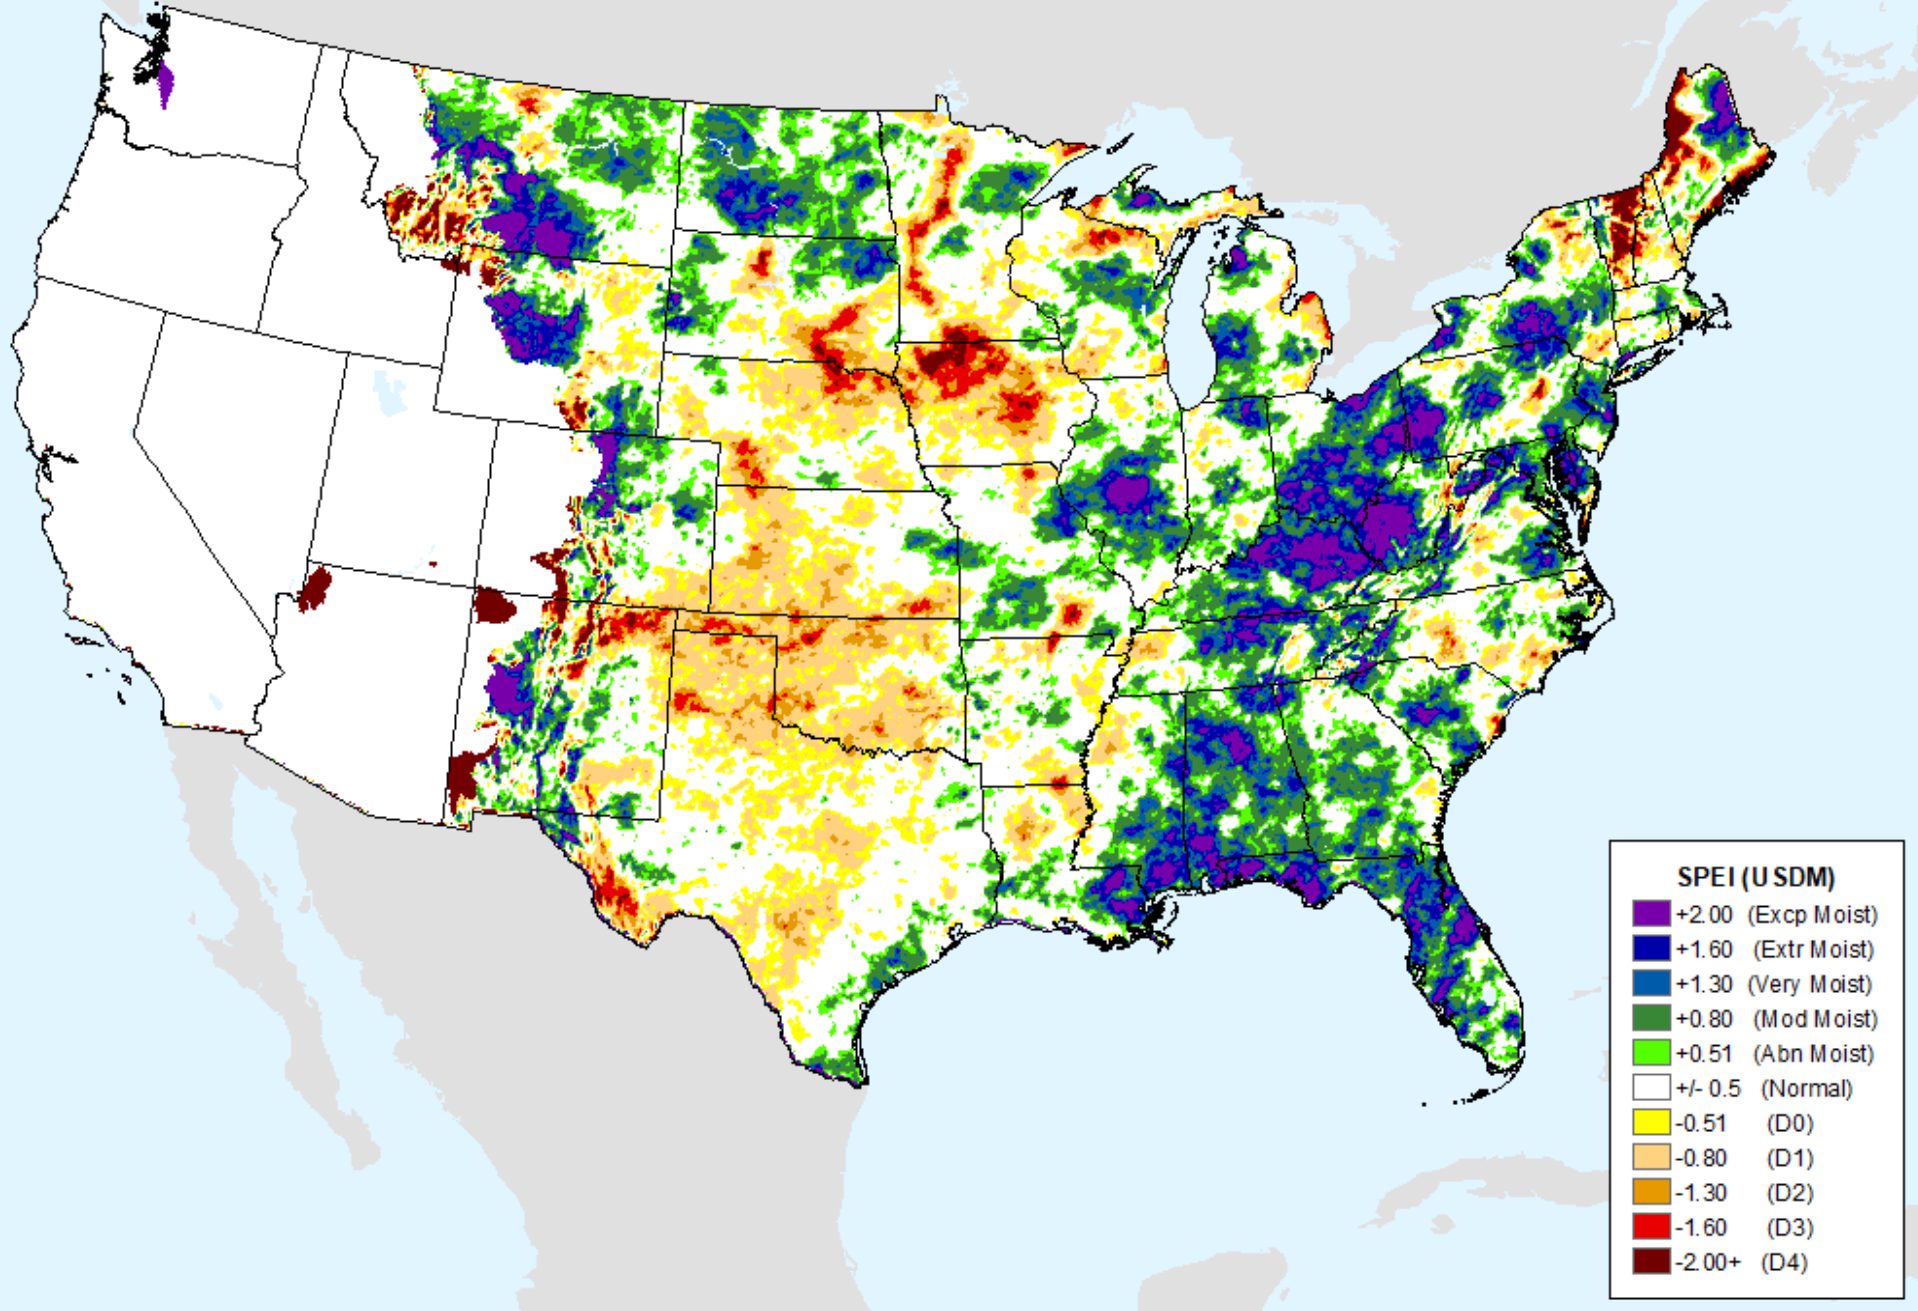 SPEI (USDM)
+2.00 (Excp Moist)
+1.60 (Extr Moist)
+1.30 (Very Moist)
+0.80 (Mod Moist)
+0.51 (Abn Moist)
+/- 0.5 (Normal)
-0.51 (D0)
-0.80 (D1)
-1.30 (D2)
-1.60 (D3)
-2.00+ (D4)